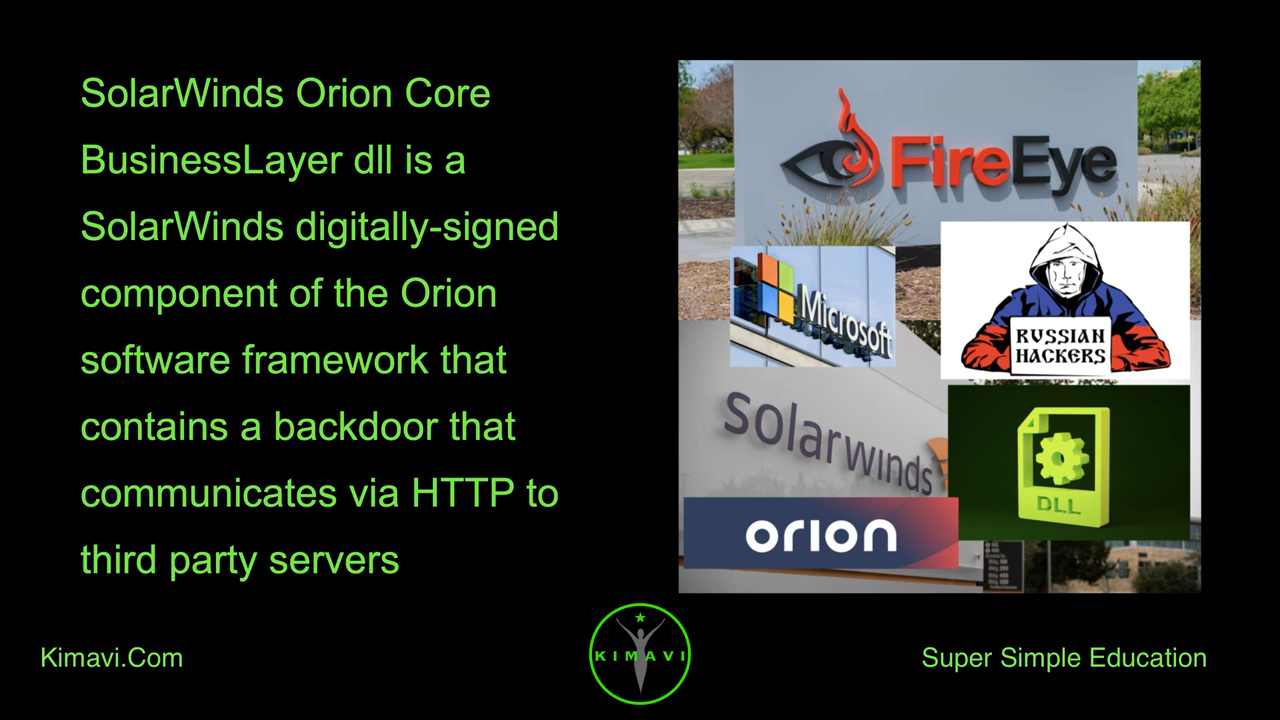 SolarWinds Orion Core
BusinessLayer dll is a
SolarWinds digitally-signed
component of the Orion
software framework that
contains a backdoor that
communicates via HTTP to
third party servers
FireEye
Microsoft
RUSSIAN
HACKERS
solarwinds
DLL
orion
Kimavi.Com
KIMAVI
Super Simple Education